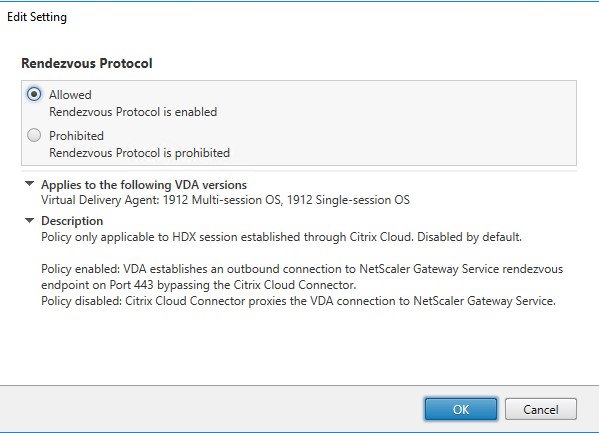 Edit Setting
Rendezvous Protocol
Allowed
Rendezvous Protocol is enabled
Prohibited
Rendezvous Protocol is prohibited
Applies to the following VDA versions
Virtual Delivery Agent: 1912 Multi-session OS, 1912 Single-session OS
Description
Policy only applicable to HDX session established through Citrix Cloud. Disabled by default.
Policy enabled: VDA establishes an outbound connection to NetScaler Gateway Service rendezvous
endpoint on Port 443 bypassing the Citrix Cloud Connector.
Policy disabled: Citrix Cloud Connector proxies the VDA connection to NetScaler Gateway Service.
OK
Cancel